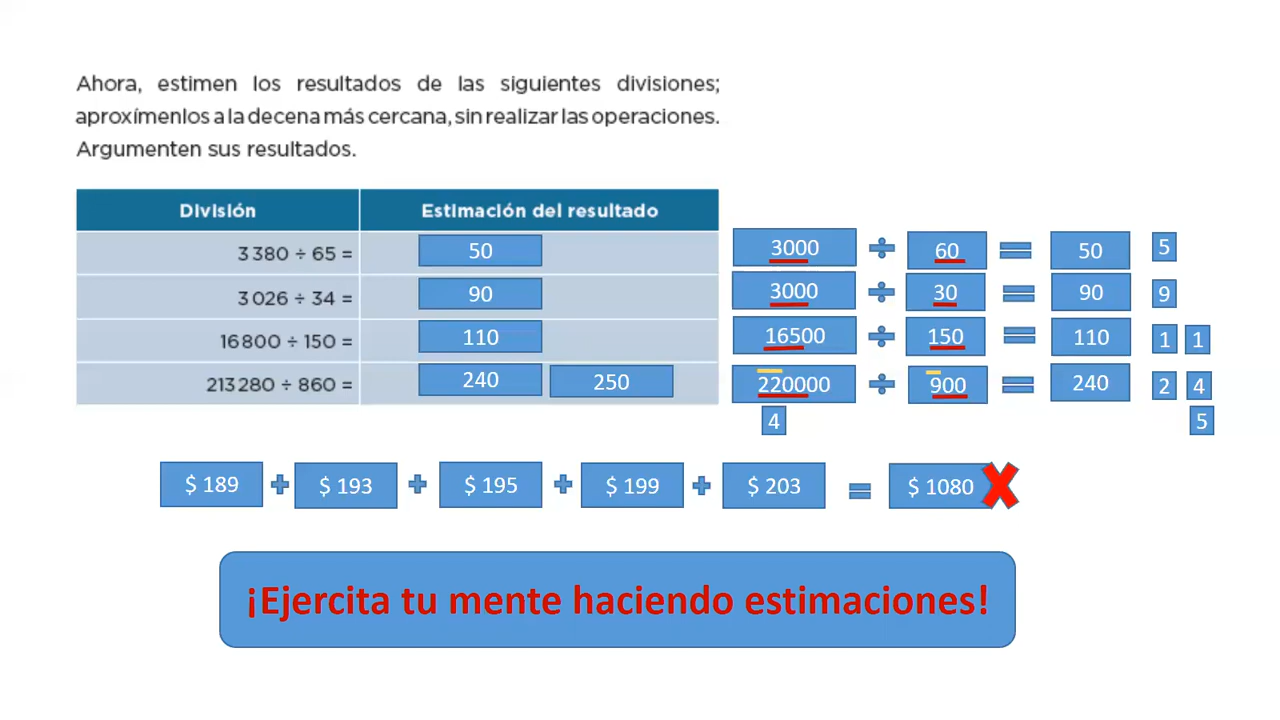 Ahora, estimen los resultados de las siguientes divisiones;
aproxímenlos a la decena más cercana, sin realizar las operaciones.
Argumenten sus resultados.
División Estimación del resultado
3 380 ÷ 65 = 50 3000 ÷ 60 = 50 5
3 026 ÷ 34 = 90 3000 ÷ 30 = 90 9
16 800 ÷ 150 = 110 16500 ÷ 150 = 110 1 1
213 280 ÷ 860 = 240 250 220000 ÷ 900 = 240 2 4
4 5
$ 189 + $ 193 + $ 195 + $ 199 + $ 203 = $ 1080
¡Ejercita tu mente haciendo estimaciones!